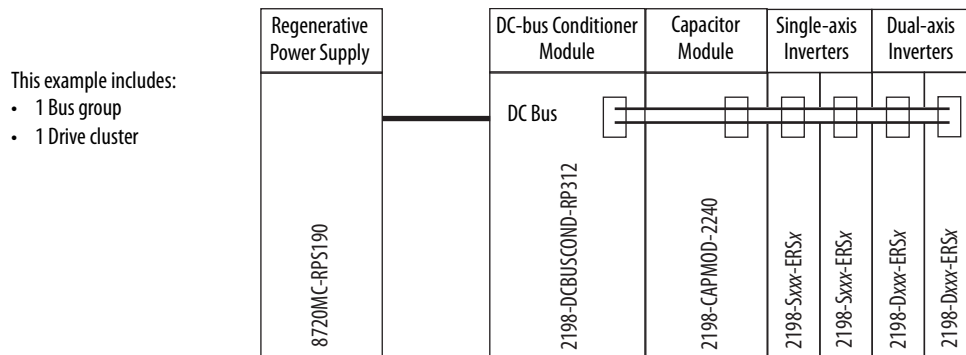 This example includes:
• 1 Bus group
• 1 Drive cluster
Regenerative
Power Supply
DC-bus Conditioner
Module
Capacitor
Module
Single-axis
Inverters
Dual-axis
Inverters
DC Bus
8720MC-RPS190
2198-DCBUSCOND-RP312
2198-CAPMOD-2240
2198-Sxxx-ERSx
2198-Sxxx-ERSx
2198-Dxxx-ERSx
2198-Dxxx-ERSx